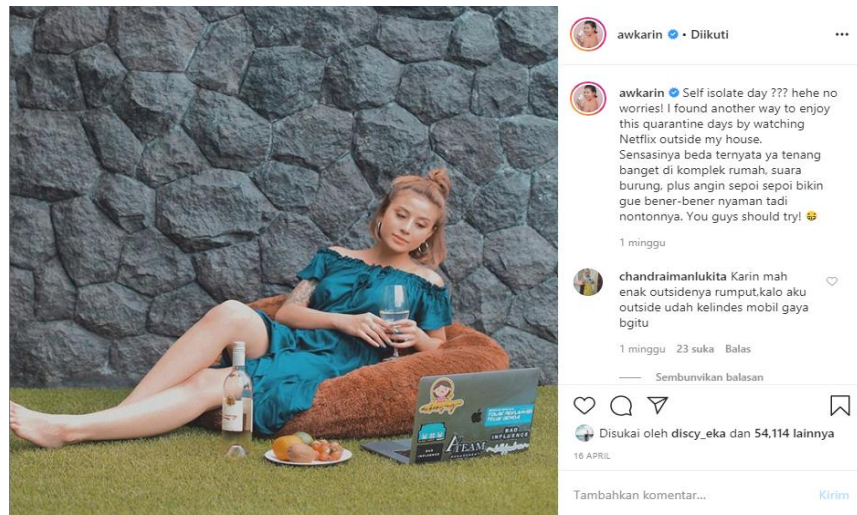 awkarin • Diikuti
awkarin Self isolate day ??? hehe no
worries! I found another way to enjoy
this quarantine days by watching
Netflix outside my house.
Sensasinya beda ternyata ya tenang
banget di komplek rumah, suara
burung, plus angin sepoi sepoi bikin
gue bener-bener nyaman tadi
nontonnya. You guys should try! 😁
1 minggu
chandraimanlukita Karin mah
enak outsidenya rumput,kalo aku
outside udah kelindes mobil gaya
bgitu
1 minggu 23 suka Balas
Sembunyikan balasan
Disukai oleh discy_eka dan 54,114 lainnya
16 APRIL
Tambahkan komentar... Kirim
BAD
INFLUENCE
A TEAM